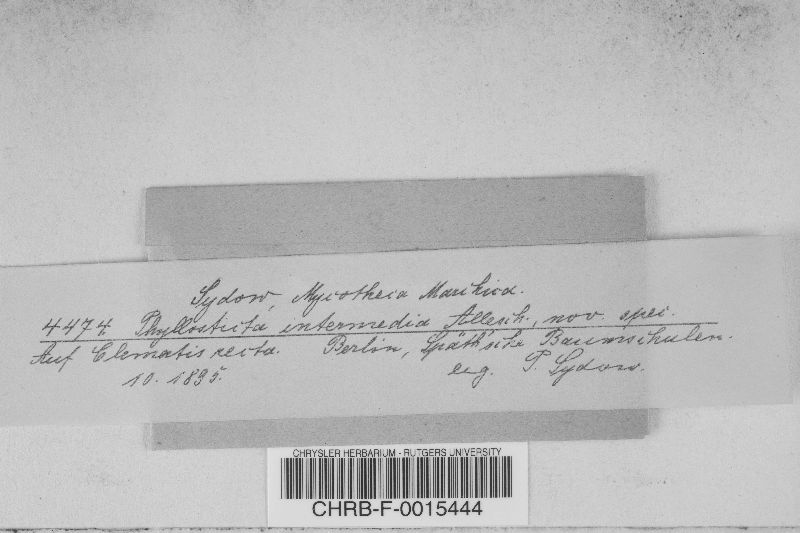 Sydow, Mycotheca Marchica.
4474. Phyllosticta intermedia Allesch., nov. spec.
Auf Clematis recta. Berlin, Späth'sche Baumschulen.
10. 1895. leg. P. Sydow.
CHRYSLER HERBARIUM - RUTGERS UNIVERSITY
CHRB-F-0015444